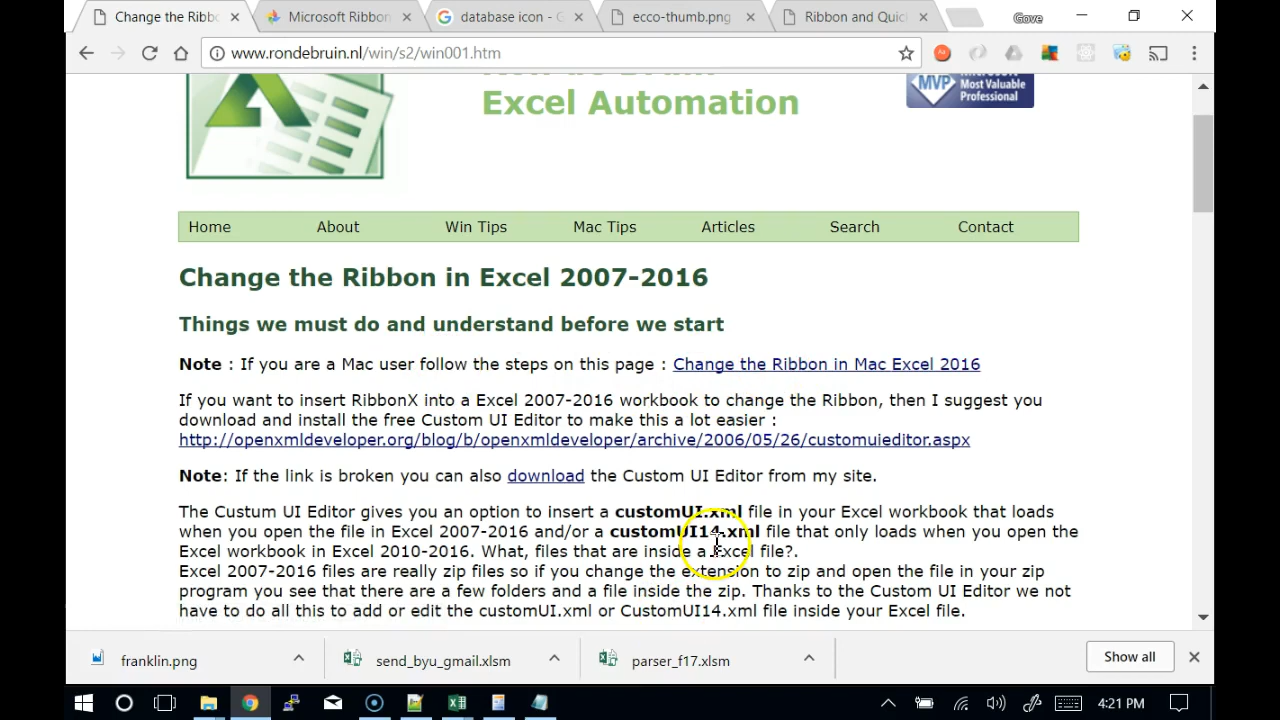 Change the Ribb
Microsoft Ribbon
database icon - G
ecco-thumb.png
Ribbon and Quic
Gove
www.rondebruin.nl/win/s2/win001.htm
Excel Automation
MVP
Most Valuable
Professional
Home About Win Tips Mac Tips Articles Search Contact
Change the Ribbon in Excel 2007-2016
Things we must do and understand before we start
Note : If you are a Mac user follow the steps on this page : Change the Ribbon in Mac Excel 2016
If you want to insert RibbonX into a Excel 2007-2016 workbook to change the Ribbon, then I suggest you
download and install the free Custom UI Editor to make this a lot easier :
http://openxmldeveloper.org/blog/b/openxmldeveloper/archive/2006/05/26/customuieditor.aspx
Note: If the link is broken you can also download the Custom UI Editor from my site.
The Custum UI Editor gives you an option to insert a customUI.xml file in your Excel workbook that loads
when you open the file in Excel 2007-2016 and/or a customUI14.xml file that only loads when you open the
Excel workbook in Excel 2010-2016. What, files that are inside a Excel file?.
Excel 2007-2016 files are really zip files so if you change the extension to zip and open the file in your zip
program you see that there are a few folders and a file inside the zip. Thanks to the Custom UI Editor we not
have to do all this to add or edit the customUI.xml or CustomUI14.xml file inside your Excel file.
franklin.png
send_byu_gmail.xlsm
parser_f17.xlsm
Show all
4:21 PM